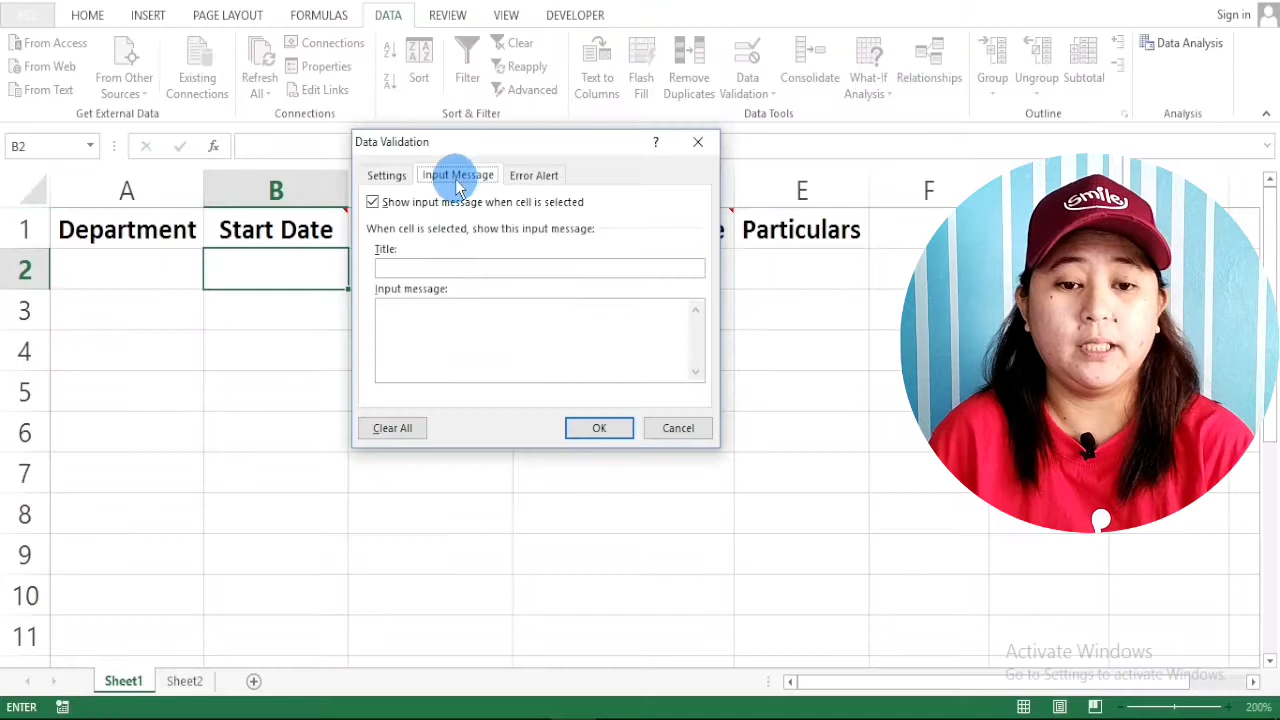 FILE HOME INSERT PAGE LAYOUT FORMULAS DATA REVIEW VIEW DEVELOPER Sign in
From Access
From Web
From Text
From Other Sources
Get External Data
Existing Connections
Refresh All
Connections
Properties
Edit Links
Connections
Sort
Filter
Clear
Reapply
Advanced
Sort & Filter
Text to Columns
Flash Fill
Remove Duplicates
Data Validation
Consolidate
What-If Analysis
Relationships
Data Tools
Group
Ungroup
Subtotal
Outline
Data Analysis
Analysis
B2
fx
Data Validation ?
Settings Input Message Error Alert
Show input message when cell is selected
When cell is selected, show this input message:
Title:
Input message:
Clear All OK Cancel
A B E F
1 Department Start Date e Particulars
2
3
4
5
6
7
8
9
10
11
smile
Activate Windows
Go to Settings to activate Windows.
Sheet1 Sheet2
ENTER 200%